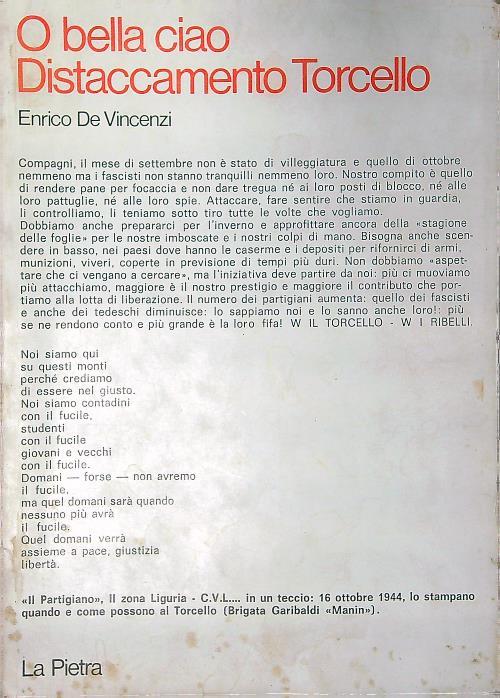 O bella ciao
Distaccamento Torcello
Enrico De Vincenzi
Compagni, il mese di settembre non è stato di villeggiatura e quello di ottobre
nemmeno ma i fascisti non stanno tranquilli nemmeno loro. Nostro compito è quello
di rendere pane per focaccia e non dare tregua né ai loro posti di blocco, né alle
loro pattuglie, né alle loro spie. Attaccare, fare sentire che stiamo in guardia,
li controlliamo, li teniamo sotto tiro tutte le volte che vogliamo.
Dobbiamo anche prepararci per l'inverno e approfittare ancora della «stagione
delle foglie» per le nostre imboscate e i nostri colpi di mano. Bisogna anche scen-
dere in basso, nei paesi dove hanno le caserme e i depositi per rifornirci di armi,
munizioni, viveri, coperte in previsione di tempi più duri. Non dobbiamo «aspet-
tare che ci vengano a cercare», ma l'iniziativa deve partire da noi: più ci muoviamo
più attacchiamo, maggiore è il nostro prestigio e maggiore il contributo che por-
tiamo alla lotta di liberazione. Il numero dei partigiani aumenta: quello dei fascisti
e anche dei tedeschi diminuisce: lo sappiamo noi e lo sanno anche loro!: più
se ne rendono conto e più grande è la loro fifa! W IL TORCELLO - W I RIBELLI.
Noi siamo qui
su questi monti
perché crediamo
di essere nel giusto.
Noi siamo contadini
con il fucile,
studenti
con il fucile
giovani e vecchi
con il fucile.
Domani — forse — non avremo
il fucile,
ma quel domani sarà quando
nessuno più avrà
il fucile.
Quel domani verrà
assieme a pace, giustizia
libertà.
«Il Partigiano», II zona Liguria - C.V.L.... in un teccio: 16 ottobre 1944, lo stampano
quando e come possono al Torcello (Brigata Garibaldi «Manin»).
La Pietra